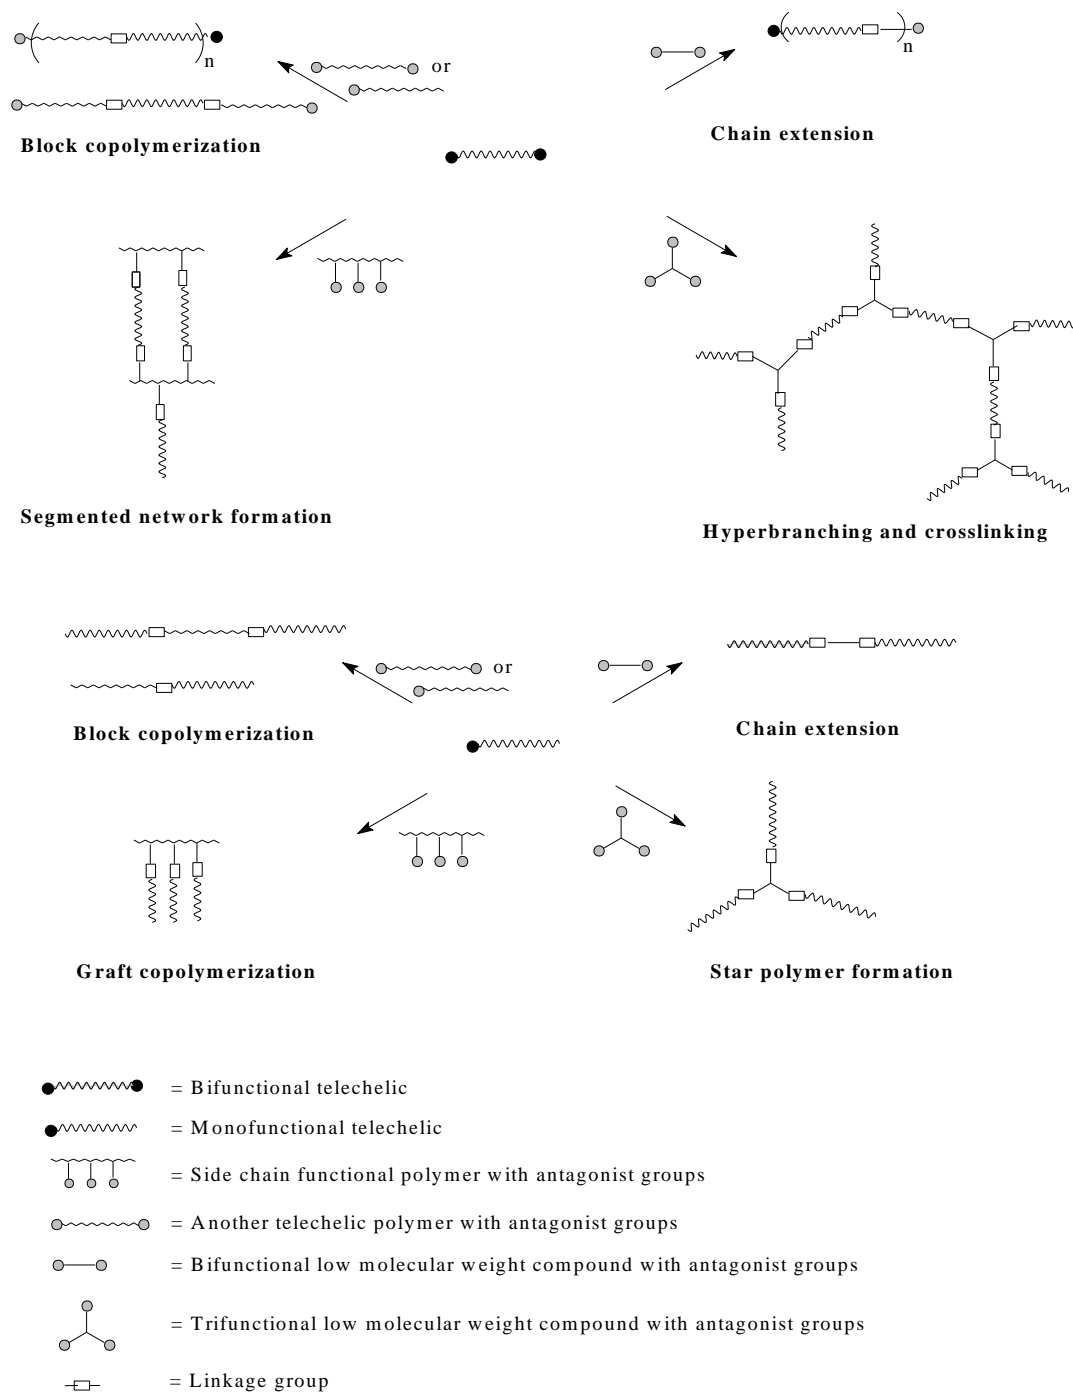 n
or
Block copolymerization
n
Chain extension
Segmented network formation
Hyperbranching and crosslinking
or
Block copolymerization
Chain extension
Graft copolymerization
Star polymer formation
= Bifunctional telechelic
= Monofunctional telechelic
= Side chain functional polymer with antagonist groups
= Another telechelic polymer with antagonist groups
= Bifunctional low molecular weight compound with antagonist groups
= Trifunctional low molecular weight compound with antagonist groups
= Linkage group